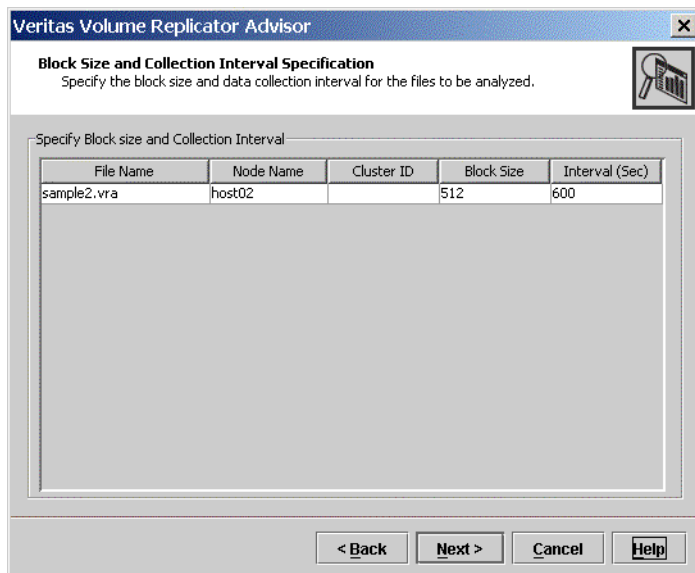 Veritas Volume Replicator Advisor
Block Size and Collection Interval Specification
Specify the block size and data collection interval for the files to be analyzed.
Specify Block size and Collection Interval
File Name Node Name Cluster ID Block Size Interval (Sec)
sample2.vra host02 512 600
< Back Next > Cancel Help